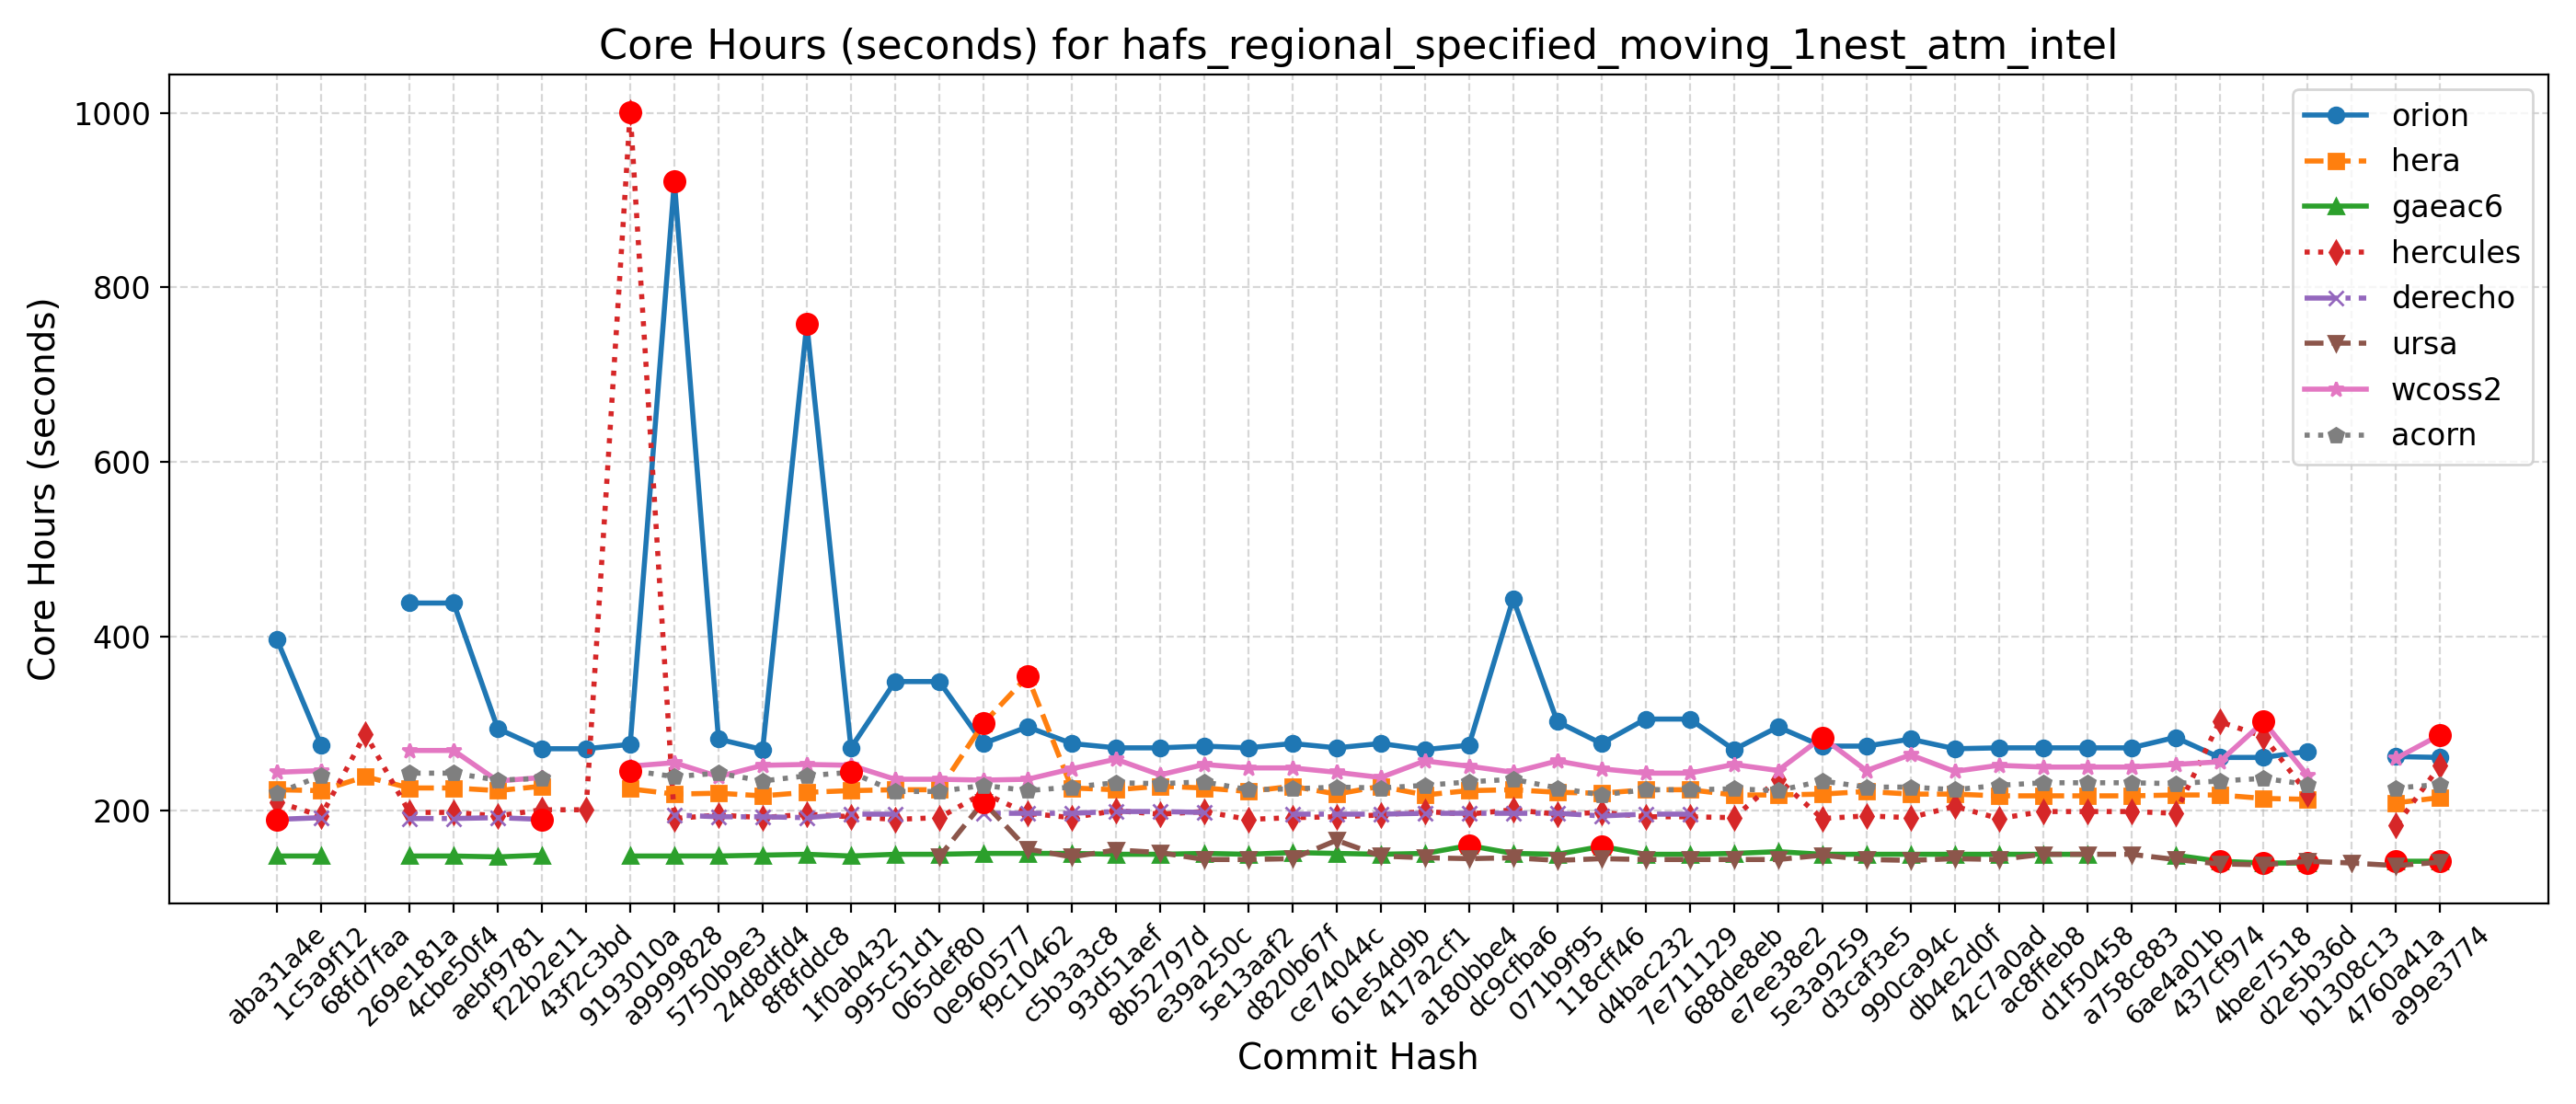 Core Hours (seconds) for hafs_regional_specified_moving_1nest_atm_intel
Core Hours (seconds)
1000
800
600
400
200
orion
hera
gaeac6
hercules
derecho
ursa
wcoss2
acorn
aba31a4e
1c5a9f12
68fd7faa
269e181a
4cbe50f4
aebf9781
f22b2e11
43f2c3bd
9193010a
a9999828
5750b9e3
24d8dfd4
8f8fddc8
1f0ab432
995c51d1
065def80
0e960577
f9c10462
c5b3a3c8
93d51aef
8b52797d
e39a250c
5e13aaf2
d820b67f
ce74044c
61e54d9b
417a2cf1
a180bbe4
dc9cfba6
071b9f95
118cff46
d4bac232
7e711129
688de8eb
e7ee38e2
5e3a9259
d3caf3e5
990ca94c
db4e2d0f
42c7a0ad
ac8ffeb8
d1f50458
a758c883
6ae4a01b
437cf974
4bee7518
d2e5b36d
b1308c13
4760a41a
a99e3774
Commit Hash